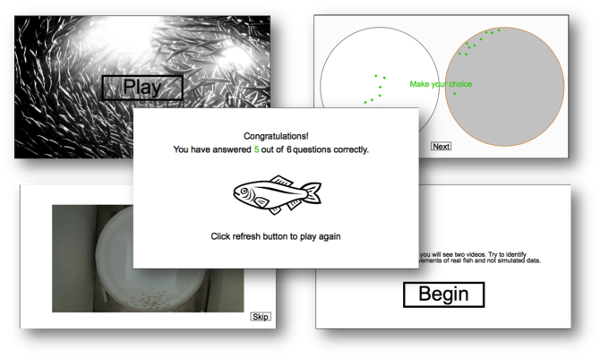 Play
Make your choice
Next
Congratulations!
You have answered 5 out of 6 questions correctly.
Click refresh button to play again
Skip
you will see two videos. Try to identify
vements of real fish and not simulated data.
Begin